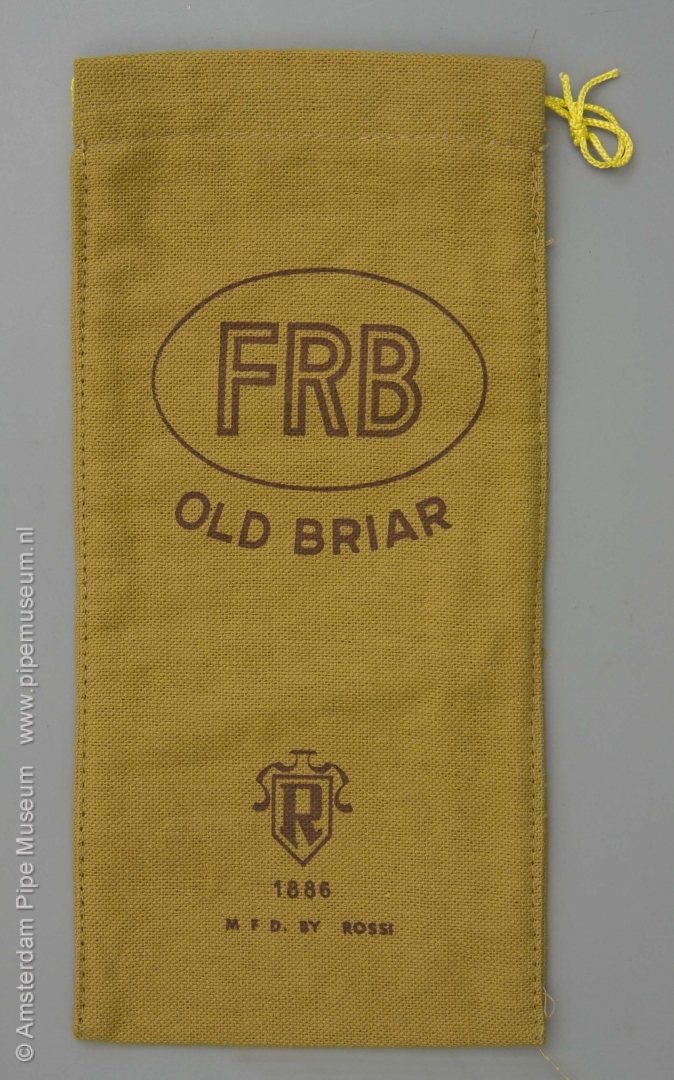 FRB
OLD BRIAR
R
1886
M F D. BY ROSSI
© Amsterdam Pipe Museum www.pipemuseum.nl